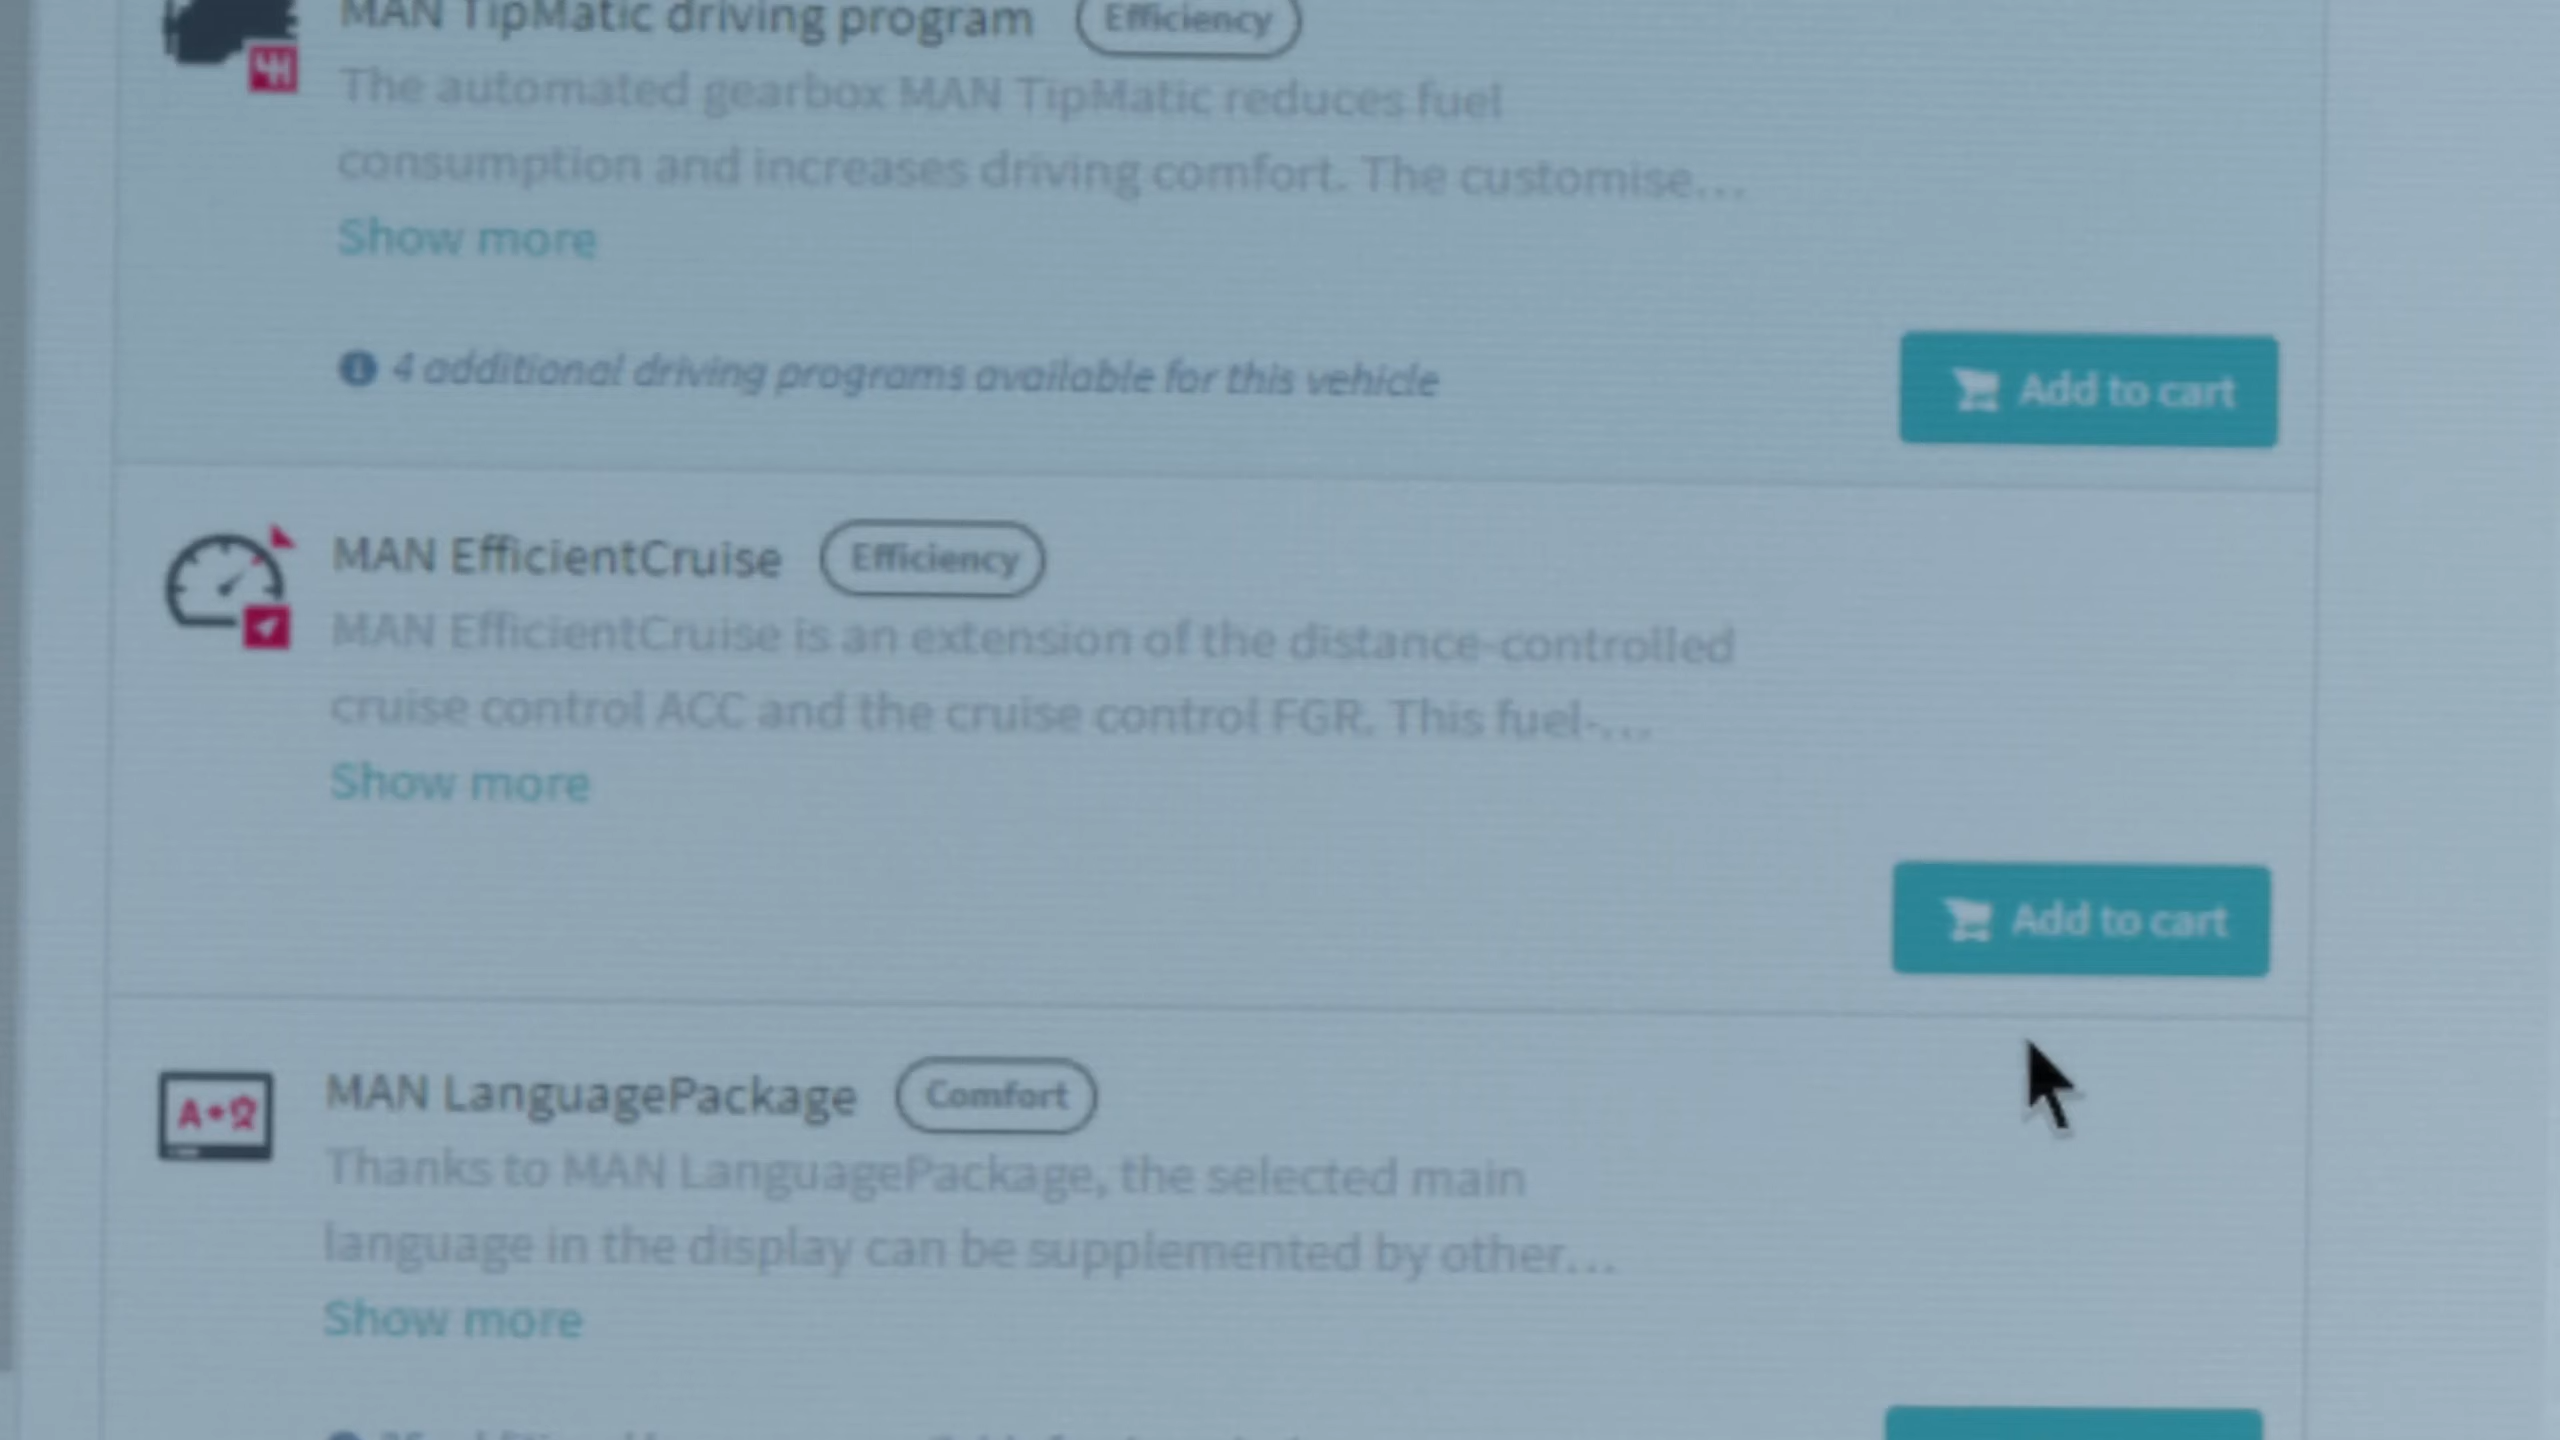 MAN TipMatic driving program Efficiency
The automated gearbox MAN TipMatic reduces fuel
consumption and increases driving comfort. The customise...
Show more
4 additional driving programs available for this vehicle
Add to cart
MAN EfficientCruise Efficiency
MAN EfficientCruise is an extension of the distance-controlled
cruise control ACC and the cruise control FGR. This fuel-...
Show more
Add to cart
A
MAN LanguagePackage Comfort
Thanks to MAN LanguagePackage, the selected main
language in the display can be supplemented by other...
Show more